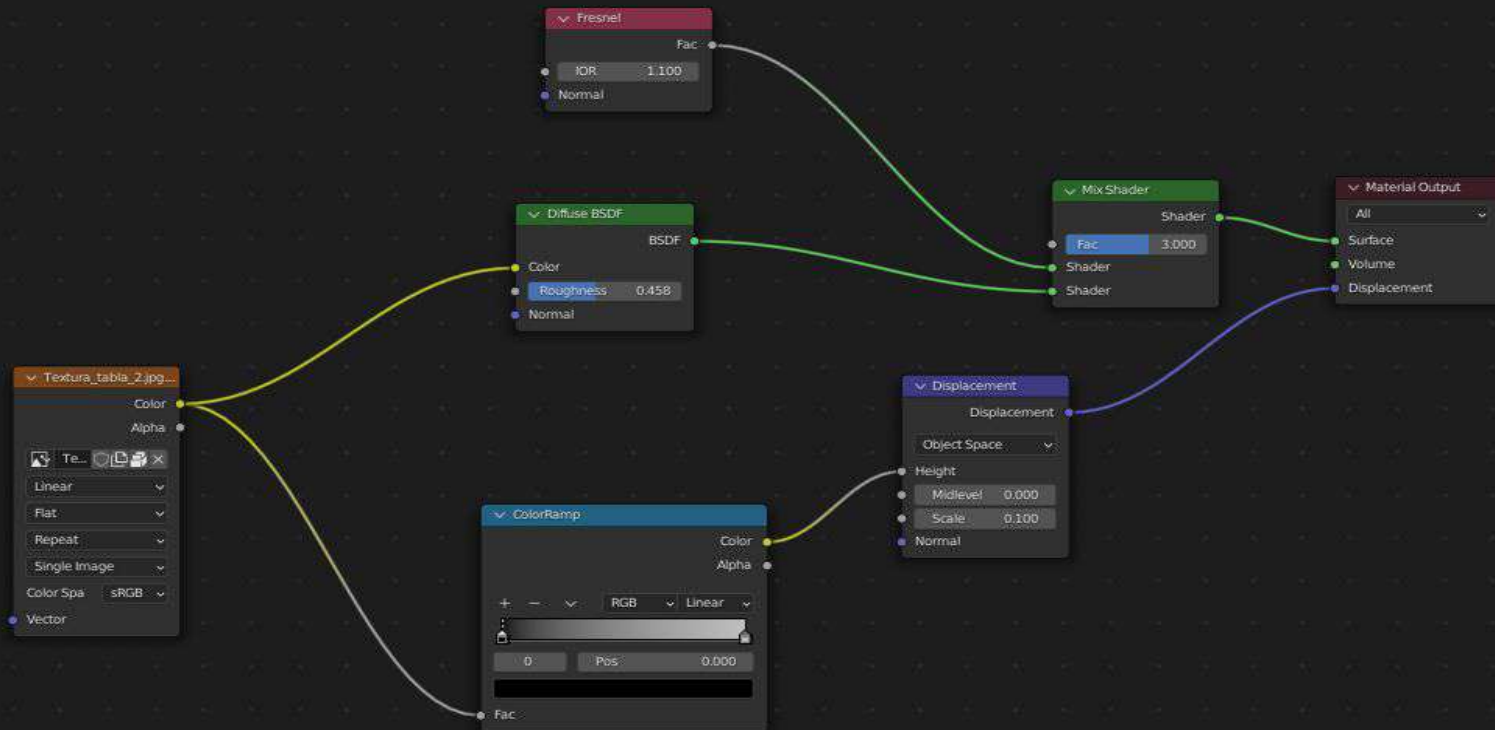 Fresnel
Fac
IOR 1.100
Normal
Mix Shader
Shader
Fac 3.000
Shader
Shader
Material Output
All
Surface
Volume
Displacement
Diffuse BSDF
BSDF
Color
Roughness 0.458
Normal
Textura_tabla_2.jpg...
Color
Alpha
Te...
Linear
Flat
Repeat
Single Image
Color Spa sRGB
Vector
Displacement
Displacement
Object Space
Height
Midlevel 0.000
Scale 0.100
Normal
ColorRamp
Color
Alpha
RGB Linear
0 Pos 0.000
Fac